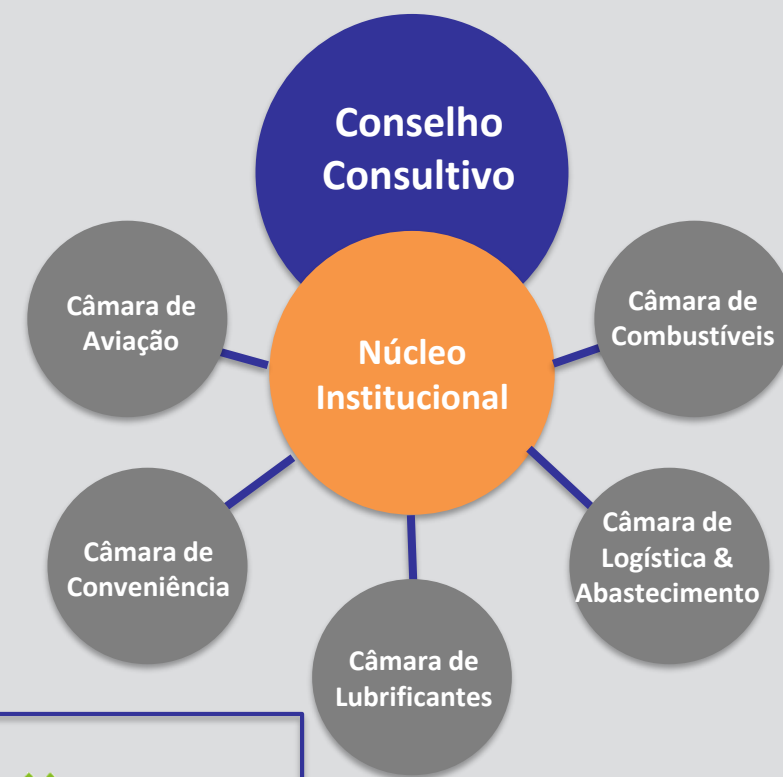 Conselho
Consultivo
Câmara de
Aviação
Câmara de
Combustíveis
Núcleo
Institucional
Câmara de
Conveniência
Câmara de
Logística &
Abastecimento
Câmara de
Lubrificantes